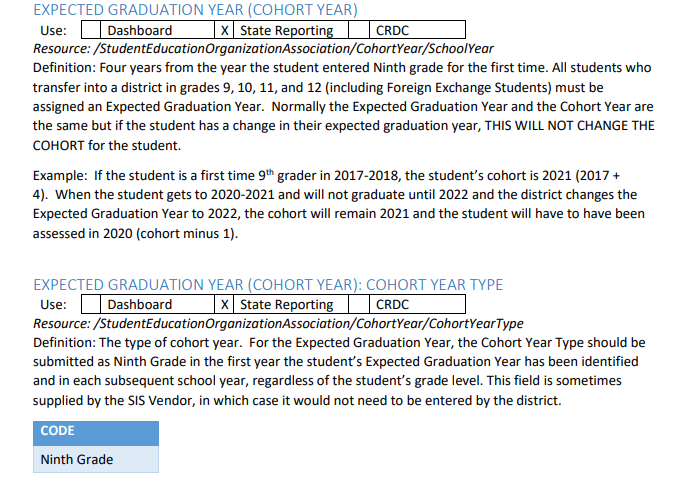 EXPECTED GRADUATION YEAR (COHORT YEAR)
Use: Dashboard X State Reporting CRDC
Resource: /StudentEducationOrganizationAssociation/CohortYear/SchoolYear
Definition: Four years from the year the student entered Ninth grade for the first time. All students who
transfer into a district in grades 9, 10, 11, and 12 (including Foreign Exchange Students) must be
assigned an Expected Graduation Year.  Normally the Expected Graduation Year and the Cohort Year are
the same but if the student has a change in their expected graduation year, THIS WILL NOT CHANGE THE
COHORT for the student.
Example:  If the student is a first time 9th grader in 2017-2018, the student's cohort is 2021 (2017 +
4).  When the student gets to 2020-2021 and will not graduate until 2022 and the district changes the
Expected Graduation Year to 2022, the cohort will remain 2021 and the student will have to have been
assessed in 2020 (cohort minus 1).
EXPECTED GRADUATION YEAR (COHORT YEAR): COHORT YEAR TYPE
Use: Dashboard X State Reporting CRDC
Resource: /StudentEducationOrganizationAssociation/CohortYear/CohortYearType
Definition: The type of cohort year.  For the Expected Graduation Year, the Cohort Year Type should be
submitted as Ninth Grade in the first year the student's Expected Graduation Year has been identified
and in each subsequent school year, regardless of the student's grade level. This field is sometimes
supplied by the SIS Vendor, in which case it would not need to be entered by the district.
CODE
Ninth Grade